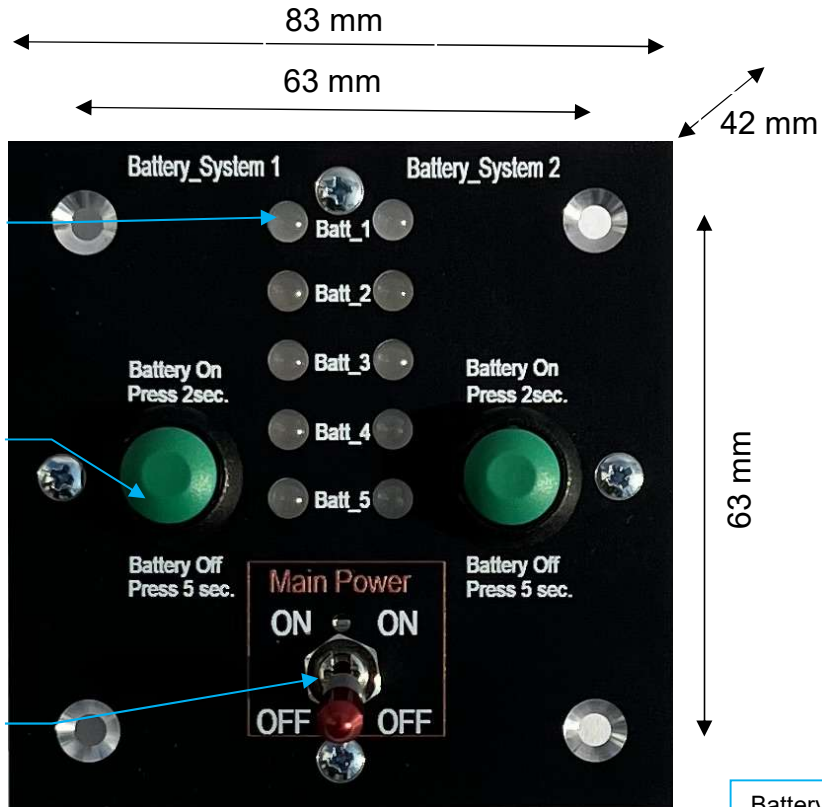 83 mm
63 mm
42 mm
Battery_System 1
Battery_System 2
Batt_1
Batt_2
Batt_3
Batt_4
Batt_5
Battery On
Press 2sec.
Battery On
Press 2sec.
63 mm
Battery Off
Press 5 sec.
Battery Off
Press 5 sec.
Main Power
ON ON
OFF OFF
Battery